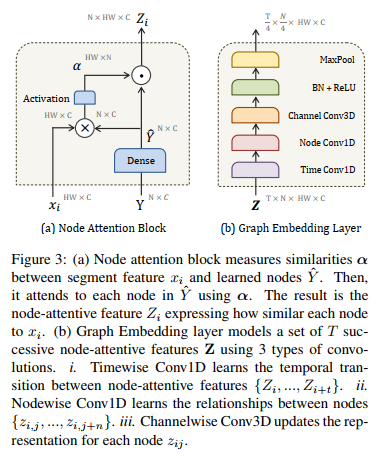 N × HW × C Z_i
T/4 × N/4 × HW × C
HW × N
α
MaxPool
Activation
BN + ReLU
HW × C
N × C
Channel Conv3D
Ŷ N × C
Node Conv1D
Dense
Time Conv1D
x_i HW × C
Y N × C
Z T × N × HW × C
(a) Node Attention Block
(b) Graph Embedding Layer
Figure 3: (a) Node attention block measures similarities α
between segment feature x_i and learned nodes Ŷ. Then,
it attends to each node in Ŷ using α. The result is the
node-attentive feature Z_i expressing how similar each node
to x_i. (b) Graph Embedding layer models a set of T suc-
cessive node-attentive features Z using 3 types of convo-
lutions. i. Timewise Conv1D learns the temporal tran-
sition between node-attentive features {Z_i, ..., Z_{i+t}}. ii.
Nodewise Conv1D learns the relationships between nodes
{z_{i,j}, ..., z_{i,j+n}}. iii. Channelwise Conv3D updates the rep-
resentation for each node z_{ij}.